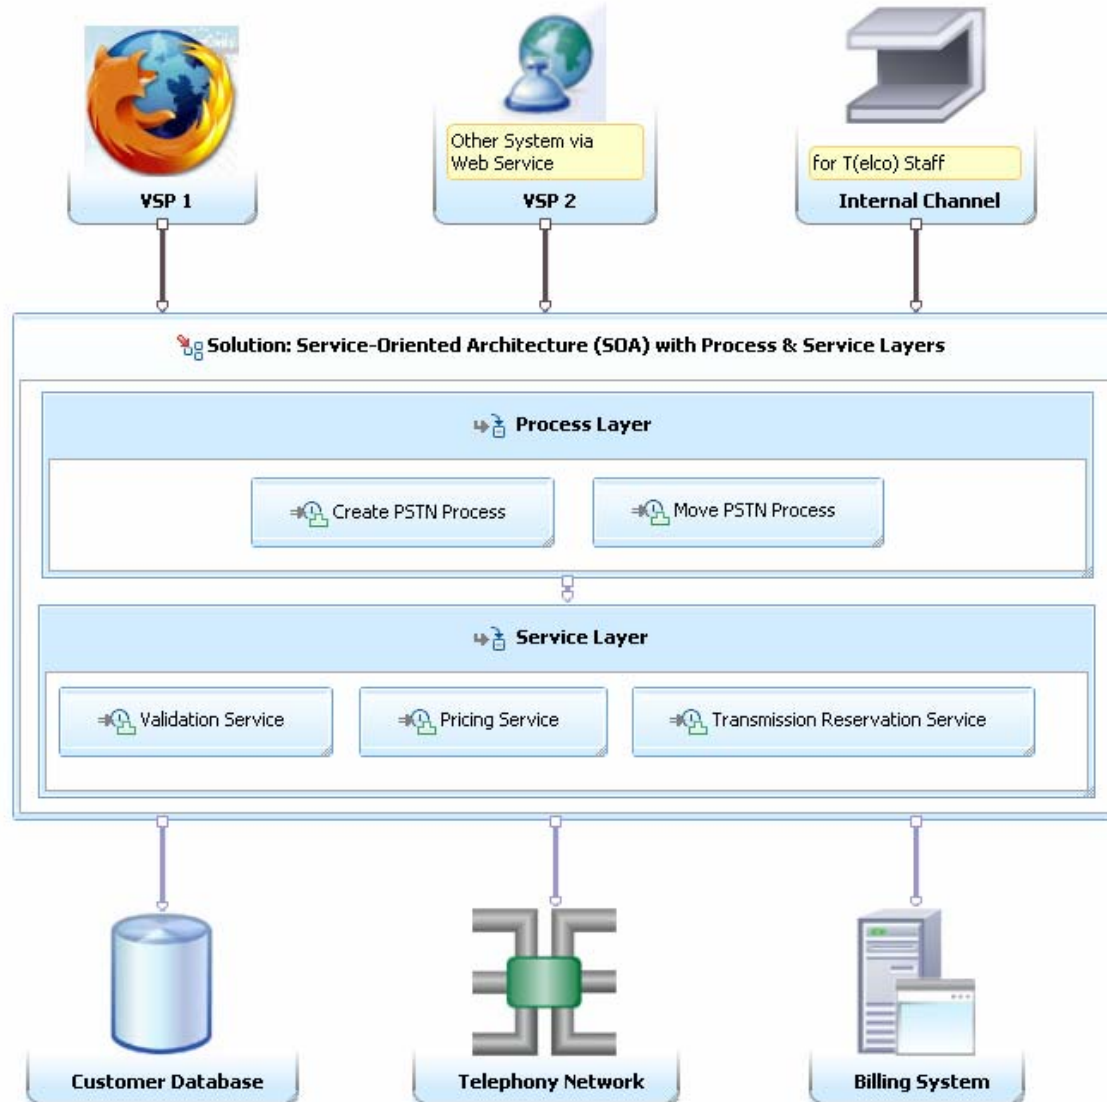 Other System via
Web Service
for T(elco) Staff
VSP 1
VSP 2
Internal Channel
Solution: Service-Oriented Architecture (SOA) with Process & Service Layers
Process Layer
Create PSTN Process
Move PSTN Process
Service Layer
Validation Service
Pricing Service
Transmission Reservation Service
Customer Database
Telephony Network
Billing System